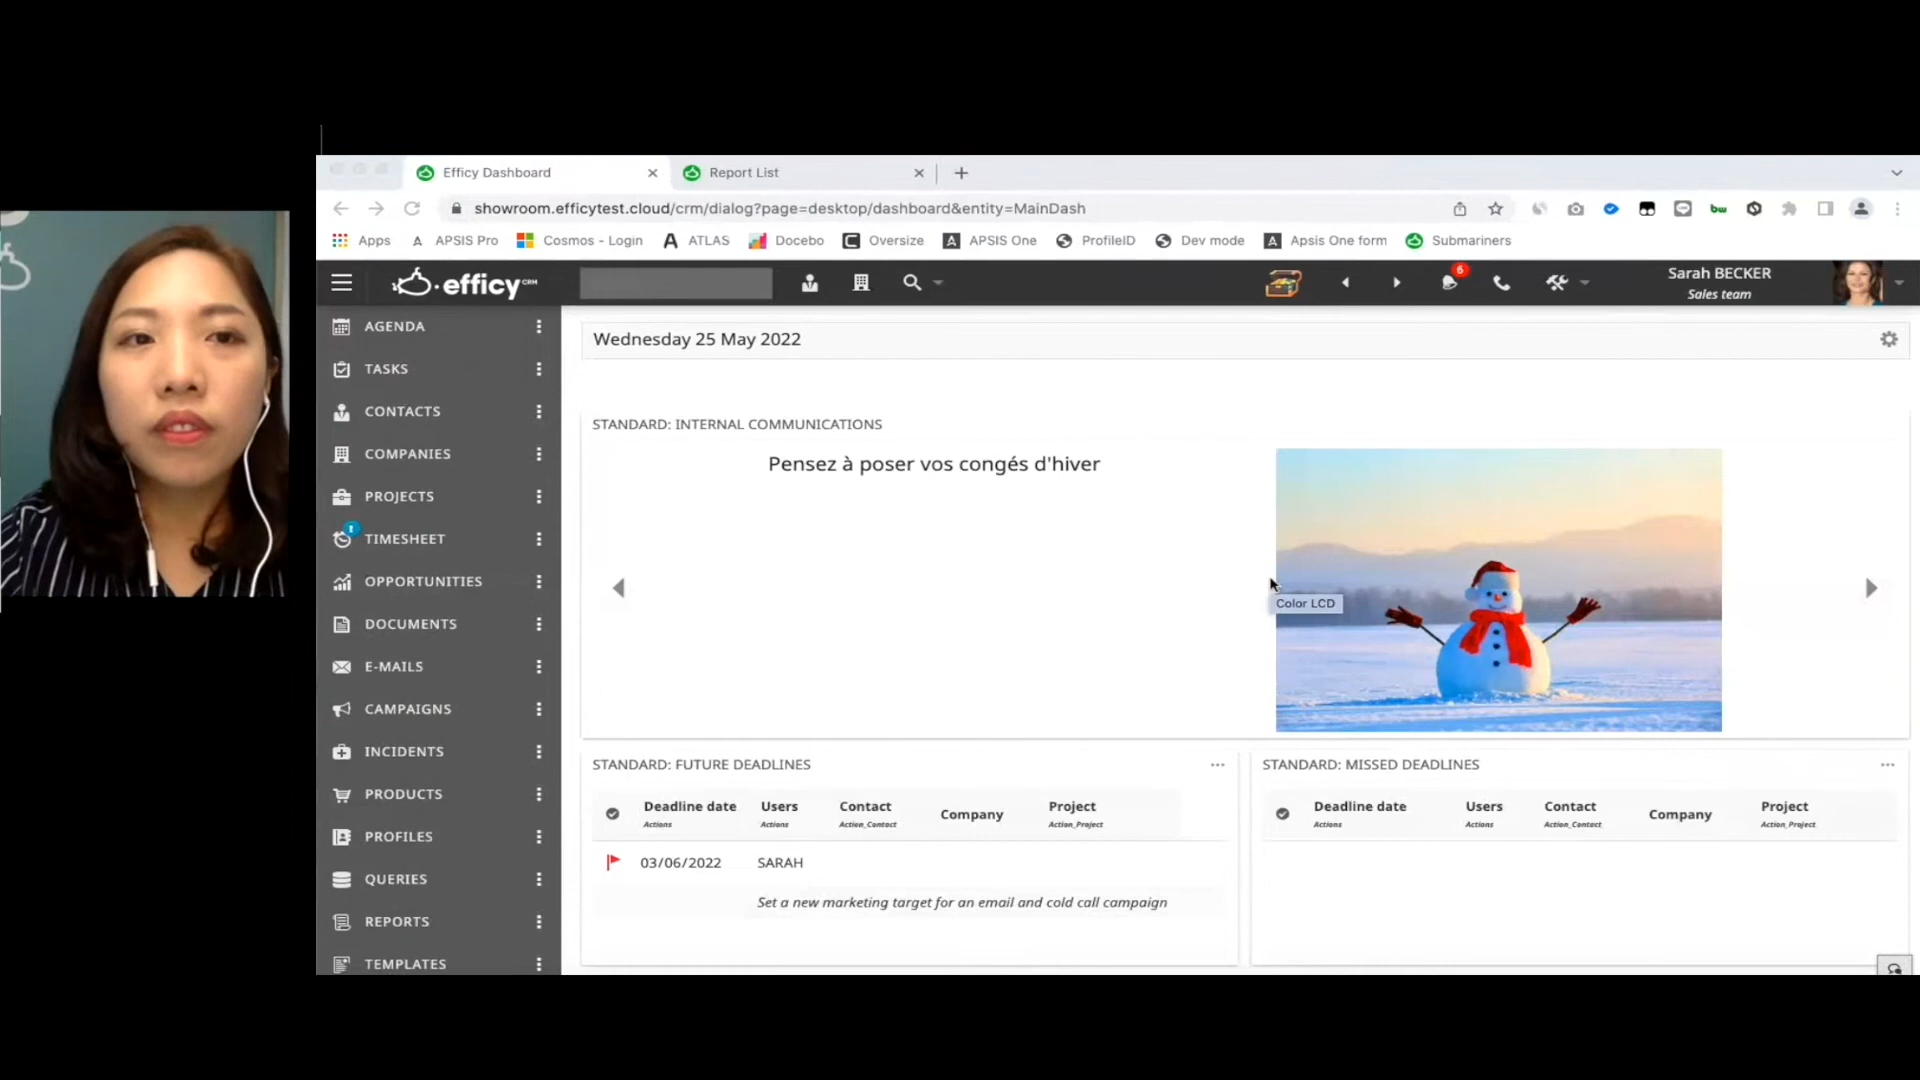 Efficy Dashboard
Report List
showroom.efficytest.cloud/crm/dialog?page=desktop/dashboard&entity=MainDash
Apps
APSIS Pro
Cosmos - Login
ATLAS
Docebo
Oversize
APSIS One
ProfileID
Dev mode
Apsis One form
Submariners
efficy CRM
6
Sarah BECKER
Sales team
AGENDA
TASKS
CONTACTS
COMPANIES
PROJECTS
TIMESHEET
OPPORTUNITIES
DOCUMENTS
E-MAILS
CAMPAIGNS
INCIDENTS
PRODUCTS
PROFILES
QUERIES
REPORTS
TEMPLATES
Wednesday 25 May 2022
STANDARD: INTERNAL COMMUNICATIONS
Pensez à poser vos congés d'hiver
Color LCD
STANDARD: FUTURE DEADLINES
Deadline date Users Contact Company Project
Actions Actions Action_Contact Action_Project
03/06/2022 SARAH
Set a new marketing target for an email and cold call campaign
STANDARD: MISSED DEADLINES
Deadline date Users Contact Company Project
Actions Actions Action_Contact Action_Project